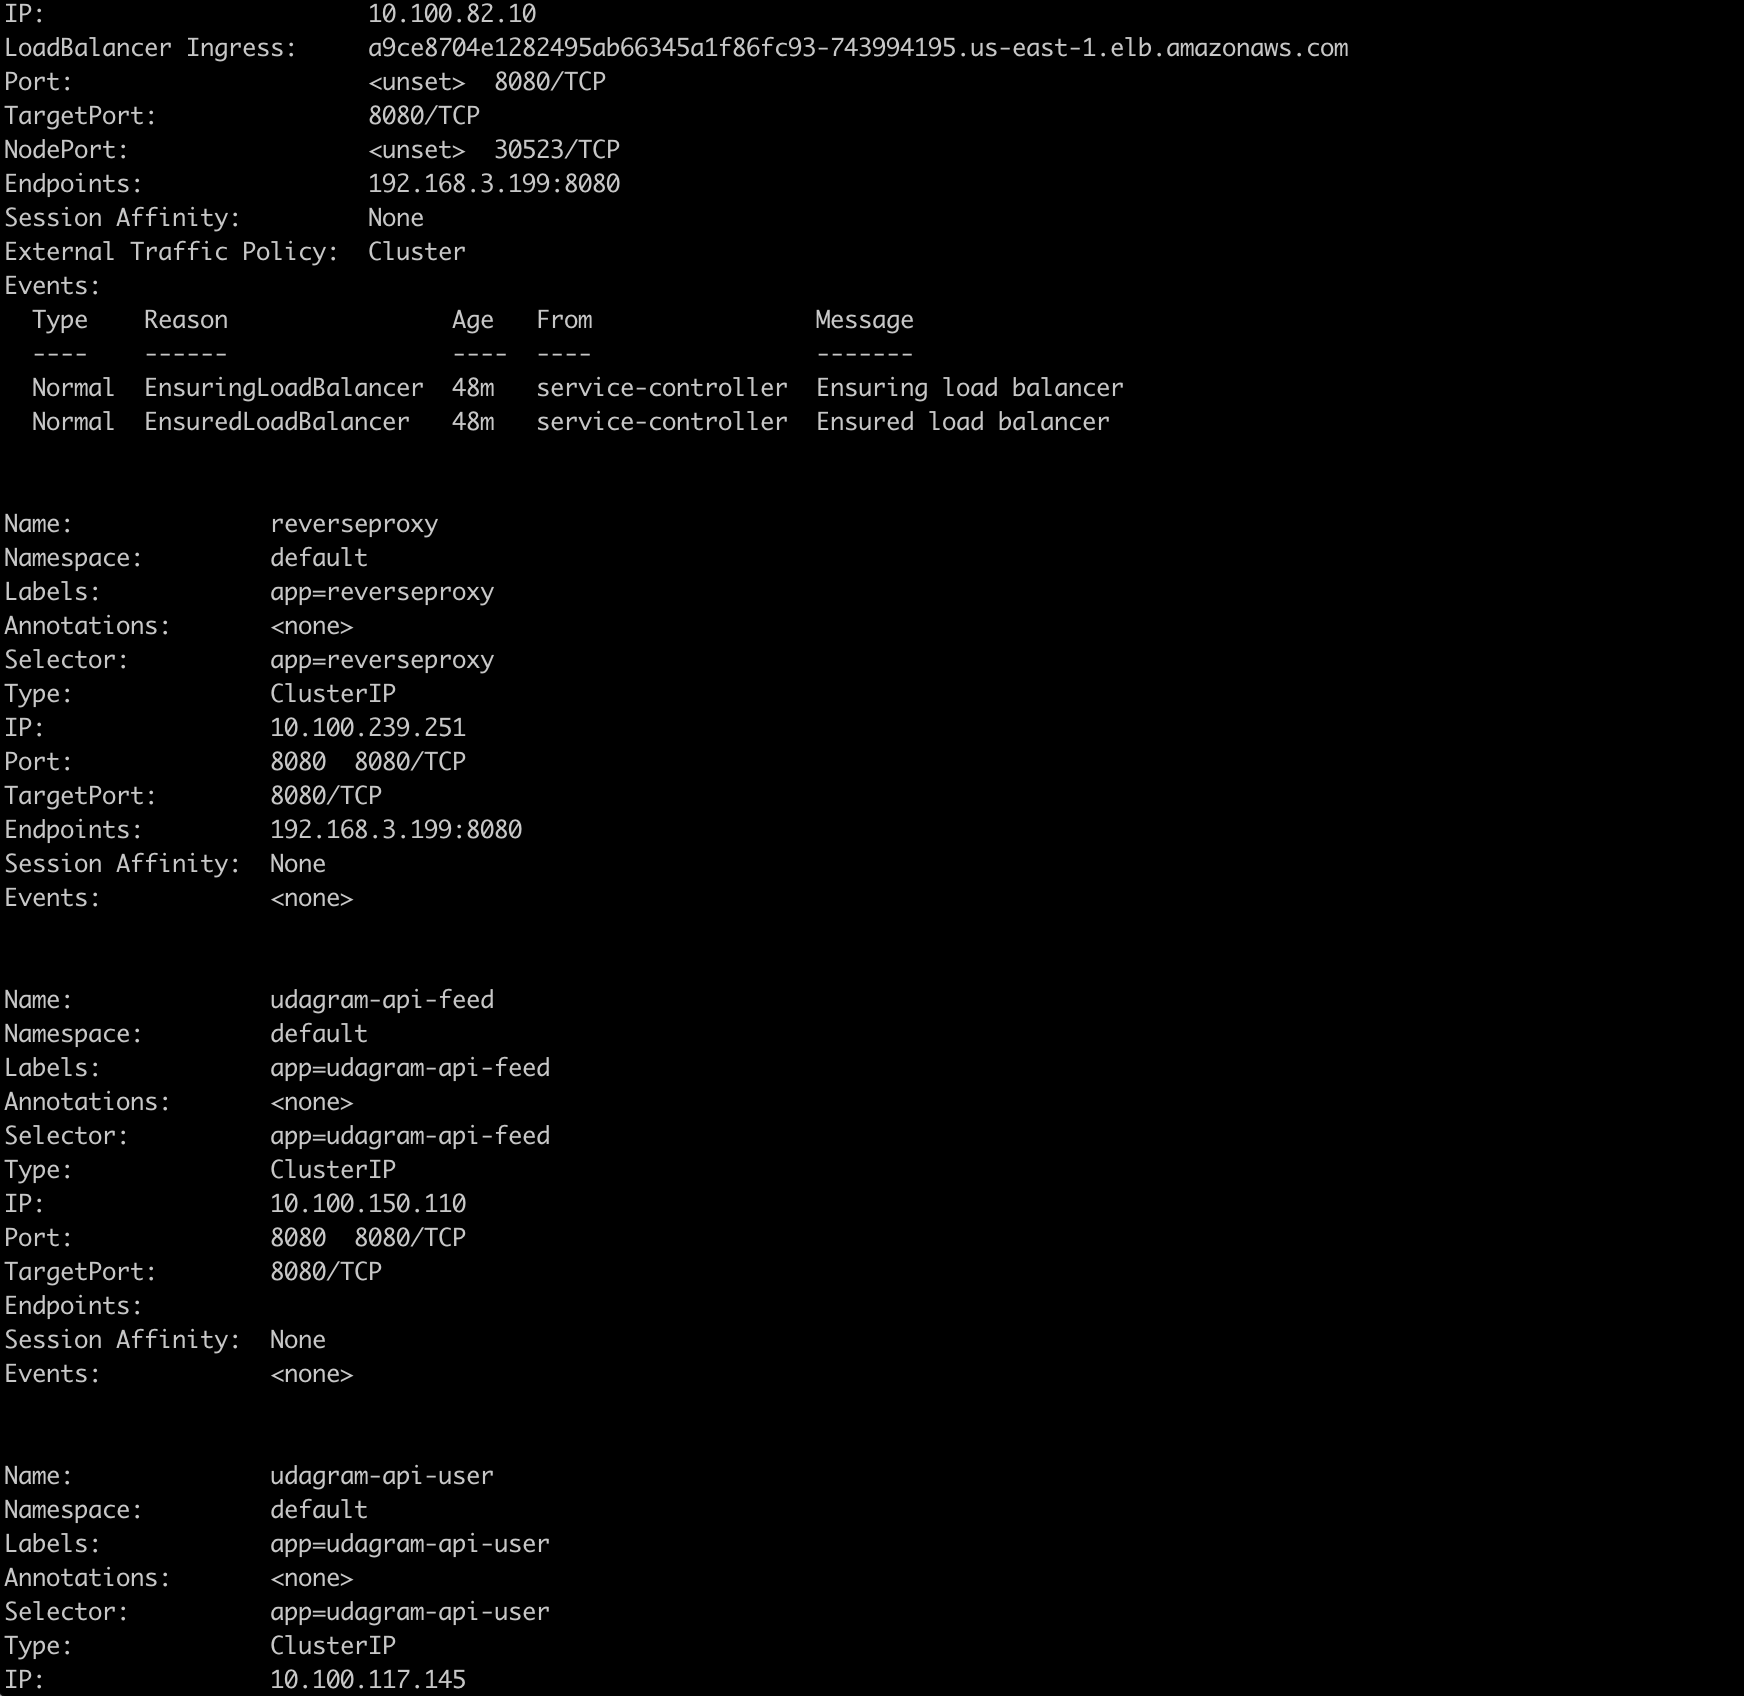 IP:                       10.100.82.10
LoadBalancer Ingress:     a9ce8704e1282495ab66345a1f86fc93-743994195.us-east-1.elb.amazonaws.com
Port:                     <unset>  8080/TCP
TargetPort:               8080/TCP
NodePort:                 <unset>  30523/TCP
Endpoints:                192.168.3.199:8080
Session Affinity:         None
External Traffic Policy:  Cluster
Events:
  Type    Reason                Age   From                Message
  ----    ------                ----  ----                -------
  Normal  EnsuringLoadBalancer  48m   service-controller  Ensuring load balancer
  Normal  EnsuredLoadBalancer   48m   service-controller  Ensured load balancer

Name:              reverseproxy
Namespace:         default
Labels:            app=reverseproxy
Annotations:       <none>
Selector:          app=reverseproxy
Type:              ClusterIP
IP:                10.100.239.251
Port:              8080  8080/TCP
TargetPort:        8080/TCP
Endpoints:         192.168.3.199:8080
Session Affinity:  None
Events:            <none>

Name:              udagram-api-feed
Namespace:         default
Labels:            app=udagram-api-feed
Annotations:       <none>
Selector:          app=udagram-api-feed
Type:              ClusterIP
IP:                10.100.150.110
Port:              8080  8080/TCP
TargetPort:        8080/TCP
Endpoints:
Session Affinity:  None
Events:            <none>

Name:              udagram-api-user
Namespace:         default
Labels:            app=udagram-api-user
Annotations:       <none>
Selector:          app=udagram-api-user
Type:              ClusterIP
IP:                10.100.117.145